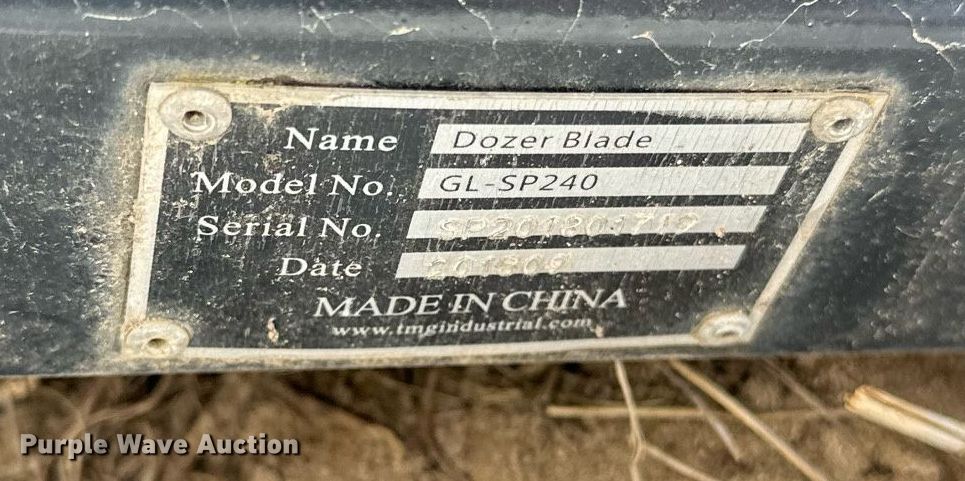 Name Dozer Blade
Model No. GL-SP240
Serial No.
Date
MADE IN CHINA
www.tmgindustrial.com
Purple Wave Auction